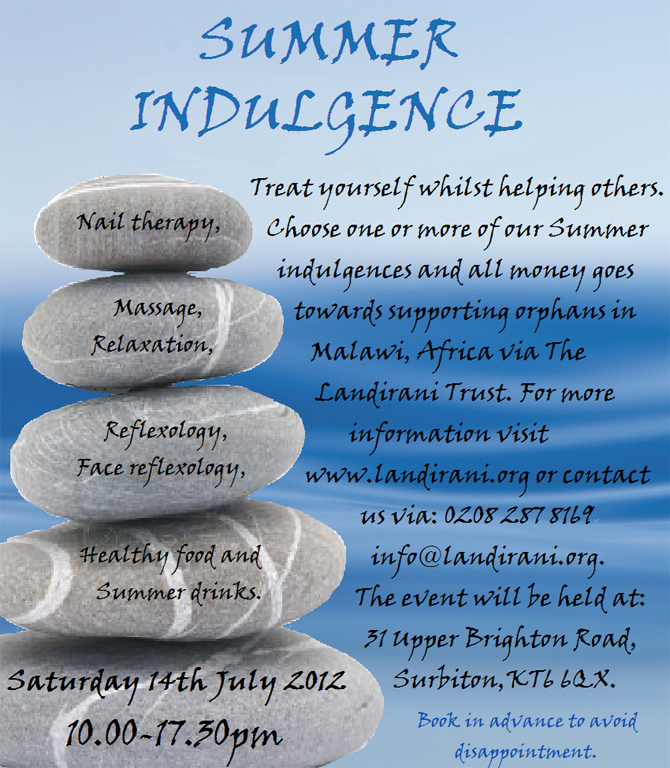 SUMMER
INDULGENCE
Nail therapy,
Massage,
Relaxation,
Reflexology,
Face reflexology,
Healthy food and
Summer drinks.
Saturday 14th July 2012
10.00-17.30pm
Treat yourself whilst helping others.
Choose one or more of our Summer
indulgences and all money goes
towards supporting orphans in
Malawi, Africa via The
Landirani Trust. For more
information visit
www.landirani.org or contact
us via: 0208 287 8169
info@landirani.org.
The event will be held at:
31 Upper Brighton Road,
Surbiton, KT6 6QX.
Book in advance to avoid
disappointment.